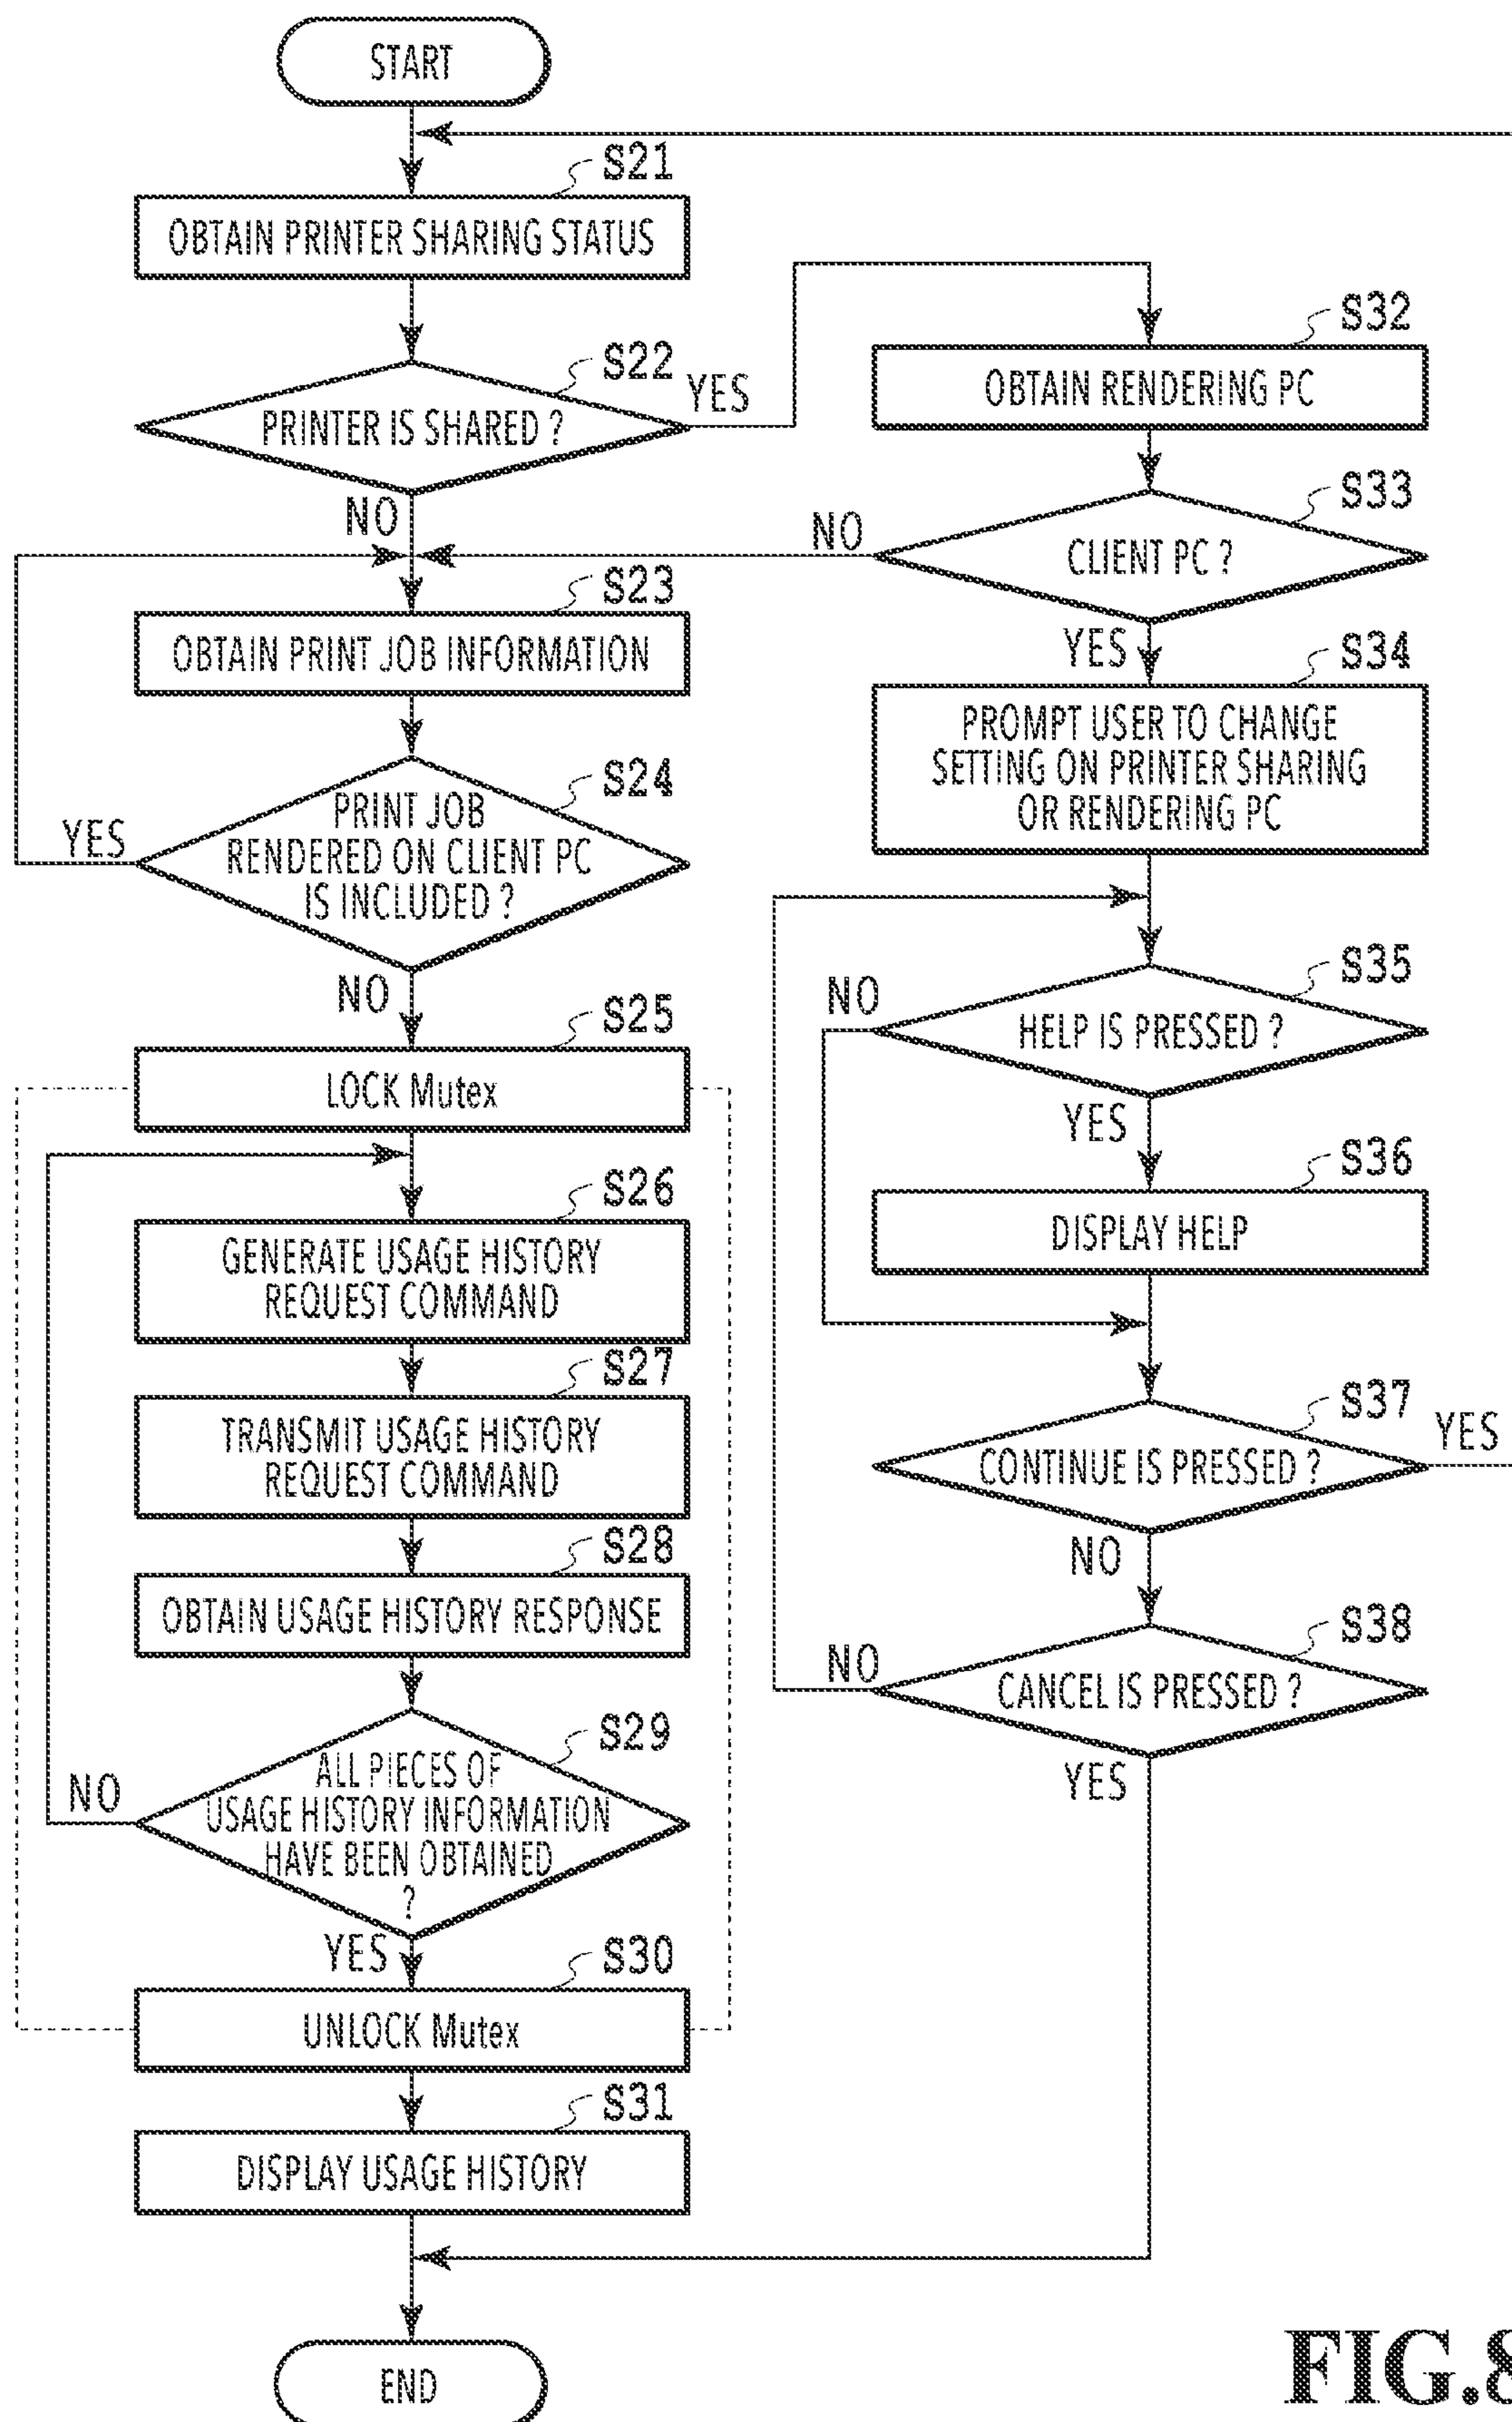 START
S21
OBTAIN PRINTER SHARING STATUS
S22
PRINTER IS SHARED ?
YES
NO
S23
OBTAIN PRINT JOB INFORMATION
S24
PRINT JOB
RENDERED ON CLIENT PC
IS INCLUDED ?
YES
NO
S25
LOCK Mutex
S26
GENERATE USAGE HISTORY
REQUEST COMMAND
S27
TRANSMIT USAGE HISTORY
REQUEST COMMAND
S28
OBTAIN USAGE HISTORY RESPONSE
S29
ALL PIECES OF
USAGE HISTORY INFORMATION
HAVE BEEN OBTAINED
?
NO
YES
S30
UNLOCK Mutex
S31
DISPLAY USAGE HISTORY
END
S32
OBTAIN RENDERING PC
S33
CLIENT PC ?
NO
YES
S34
PROMPT USER TO CHANGE
SETTING ON PRINTER SHARING
OR RENDERING PC
S35
HELP IS PRESSED ?
NO
YES
S36
DISPLAY HELP
S37
CONTINUE IS PRESSED ?
YES
NO
S38
CANCEL IS PRESSED ?
NO
YES
FIG.8